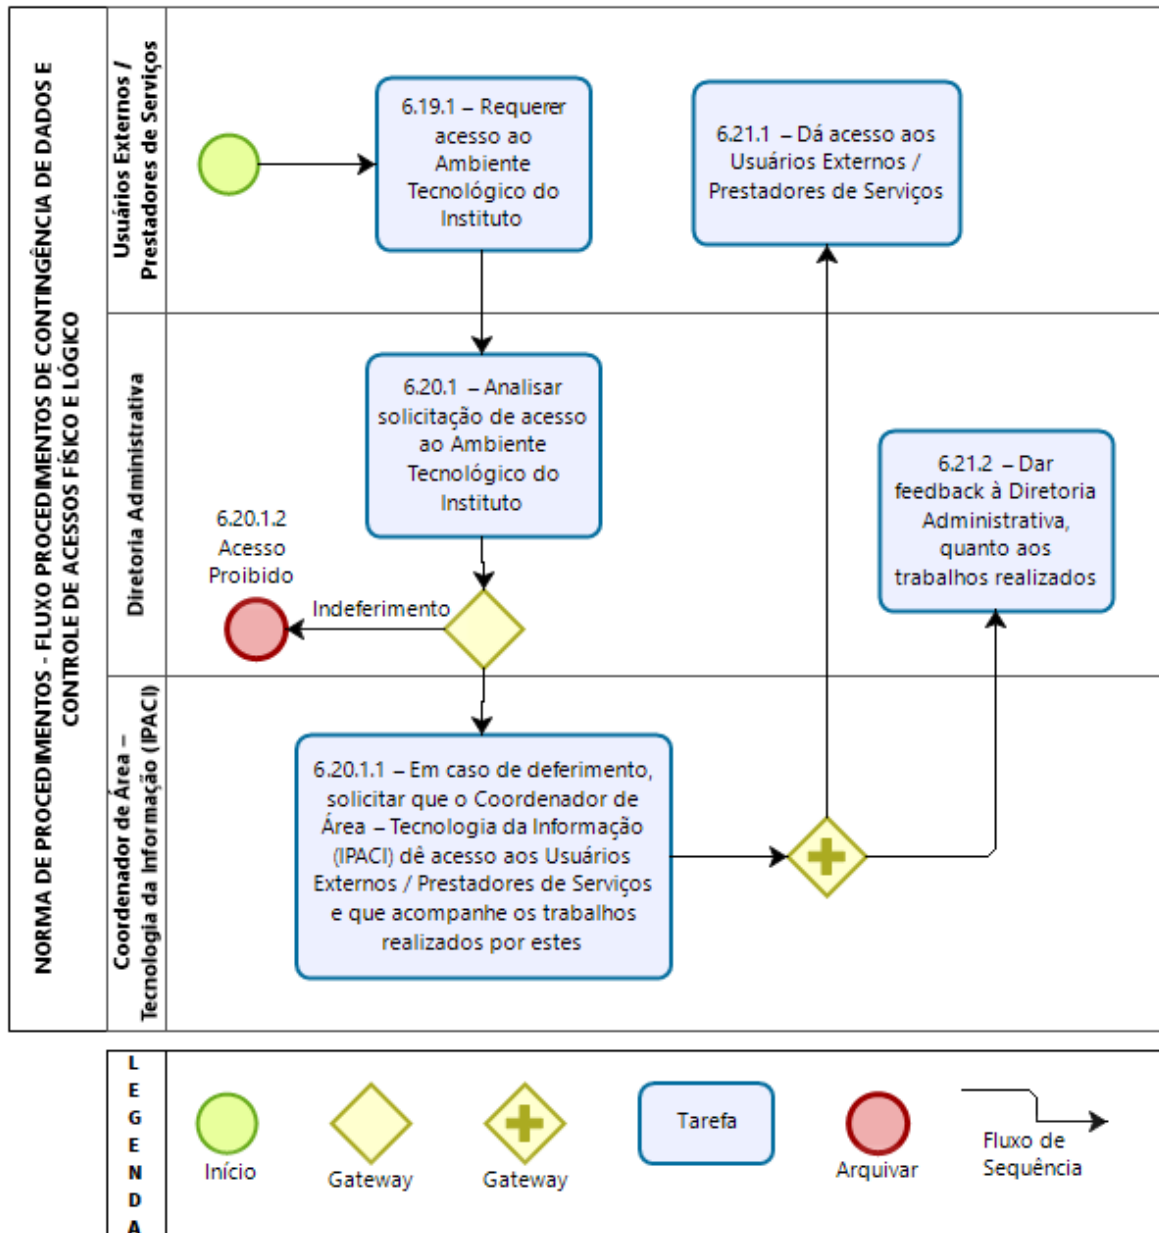 NORMA DE PROCEDIMENTOS - FLUXO PROCEDIMENTOS DE CONTINGÊNCIA DE DADOS E
CONTROLE DE ACESSOS FÍSICO E LÓGICO
Usuários Externos /
Prestadores de Serviços
6.19.1 – Requerer
acesso ao
Ambiente
Tecnológico do
Instituto
6.21.1 – Dá acesso aos
Usuários Externos /
Prestadores de Serviços
Diretoria Administrativa
6.20.1 – Analisar
solicitação de acesso
ao Ambiente
Tecnológico do
Instituto
6.20.1.2
Acesso
Proibido
Indeferimento
6.21.2 – Dar
feedback à Diretoria
Administrativa,
quanto aos
trabalhos realizados
Coordenador de Área –
Tecnologia da Informação (IPACI)
6.20.1.1 – Em caso de deferimento,
solicitar que o Coordenador de
Área – Tecnologia da Informação
(IPACI) dê acesso aos Usuários
Externos / Prestadores de Serviços
e que acompanhe os trabalhos
realizados por estes
L
E
G
E
N
D
A
Início
Gateway
Gateway
Tarefa
Arquivar
Fluxo de
Sequência